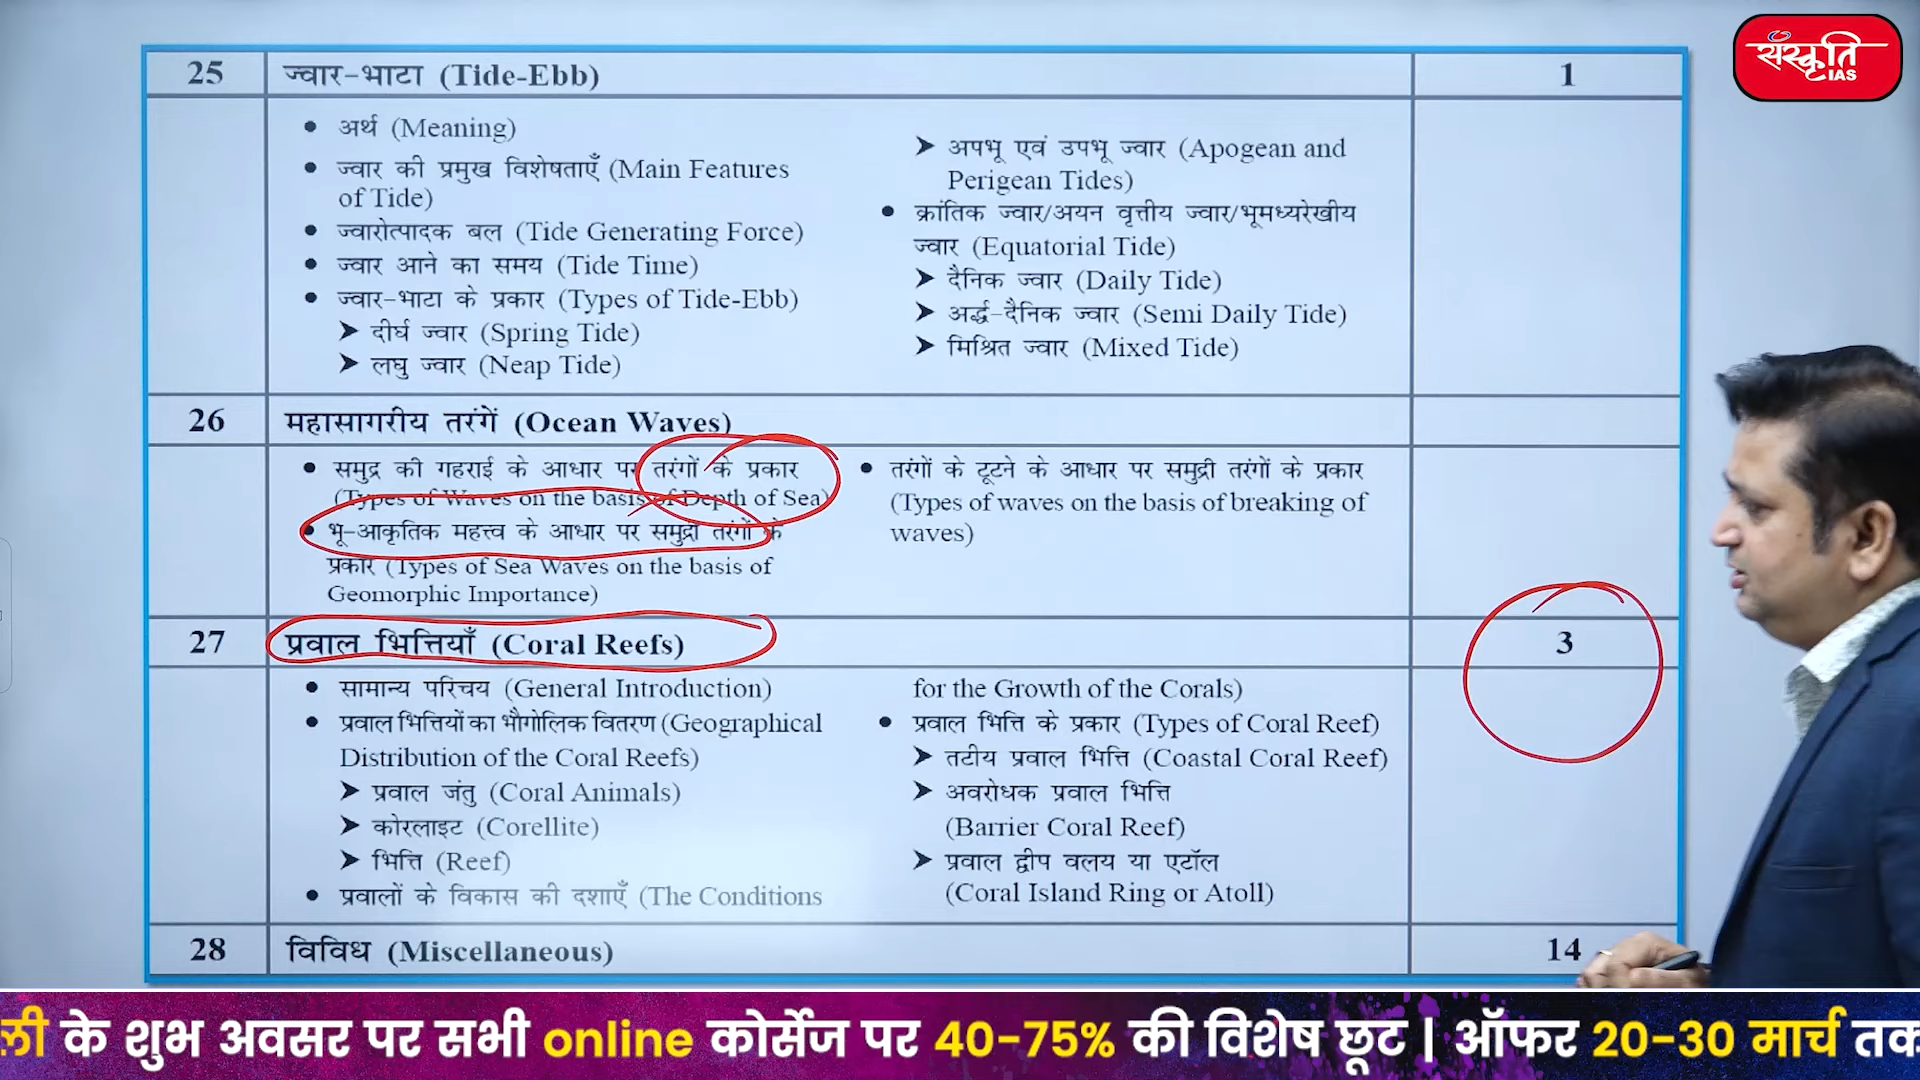 संस्कृति
IAS
25 ज्वार-भाटा (Tide-Ebb) 1
• अर्थ (Meaning)
• ज्वार की प्रमुख विशेषताएँ (Main Features
of Tide)
• ज्वारोत्पादक बल (Tide Generating Force)
• ज्वार आने का समय (Tide Time)
• ज्वार-भाटा के प्रकार (Types of Tide-Ebb)
➤ दीर्घ ज्वार (Spring Tide)
➤ लघु ज्वार (Neap Tide)
➤ अपभू एवं उपभू ज्वार (Apogean and
Perigean Tides)
• क्रांतिक ज्वार/अयन वृत्तीय ज्वार/भूमध्यरेखीय
ज्वार (Equatorial Tide)
➤ दैनिक ज्वार (Daily Tide)
➤ अर्द्ध-दैनिक ज्वार (Semi Daily Tide)
➤ मिश्रित ज्वार (Mixed Tide)
26 महासागरीय तरंगें (Ocean Waves)
• समुद्र की गहराई के आधार पर तरंगों के प्रकार
(Types of Waves on the basis of Depth of Sea)
• भू-आकृतिक महत्त्व के आधार पर समुद्री तरंगों के
प्रकार (Types of Sea Waves on the basis of
Geomorphic Importance)
• तरंगों के टूटने के आधार पर समुद्री तरंगों के प्रकार
(Types of waves on the basis of breaking of
waves)
27 प्रवाल भित्तियाँ (Coral Reefs) 3
• सामान्य परिचय (General Introduction)
• प्रवाल भित्तियों का भौगोलिक वितरण (Geographical
Distribution of the Coral Reefs)
➤ प्रवाल जंतु (Coral Animals)
➤ कोरलाइट (Corellite)
➤ भित्ति (Reef)
• प्रवालों के विकास की दशाएँ (The Conditions
for the Growth of the Corals)
• प्रवाल भित्ति के प्रकार (Types of Coral Reef)
➤ तटीय प्रवाल भित्ति (Coastal Coral Reef)
➤ अवरोधक प्रवाल भित्ति
(Barrier Coral Reef)
➤ प्रवाल द्वीप वलय या एटॉल
(Coral Island Ring or Atoll)
28 विविध (Miscellaneous) 14
के शुभ अवसर पर सभी online कोर्सेज पर 40-75% की विशेष छूट | ऑफर 20-30 मार्च तक